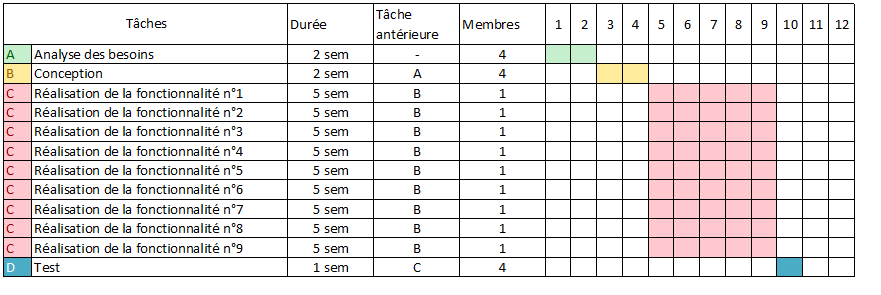 Tâches Durée Tâche antérieure Membres 1 2 3 4 5 6 7 8 9 10 11 12
A Analyse des besoins 2 sem - 4
B Conception 2 sem A 4
C Réalisation de la fonctionnalité n°1 5 sem B 1
C Réalisation de la fonctionnalité n°2 5 sem B 1
C Réalisation de la fonctionnalité n°3 5 sem B 1
C Réalisation de la fonctionnalité n°4 5 sem B 1
C Réalisation de la fonctionnalité n°5 5 sem B 1
C Réalisation de la fonctionnalité n°6 5 sem B 1
C Réalisation de la fonctionnalité n°7 5 sem B 1
C Réalisation de la fonctionnalité n°8 5 sem B 1
C Réalisation de la fonctionnalité n°9 5 sem B 1
D Test 1 sem C 4